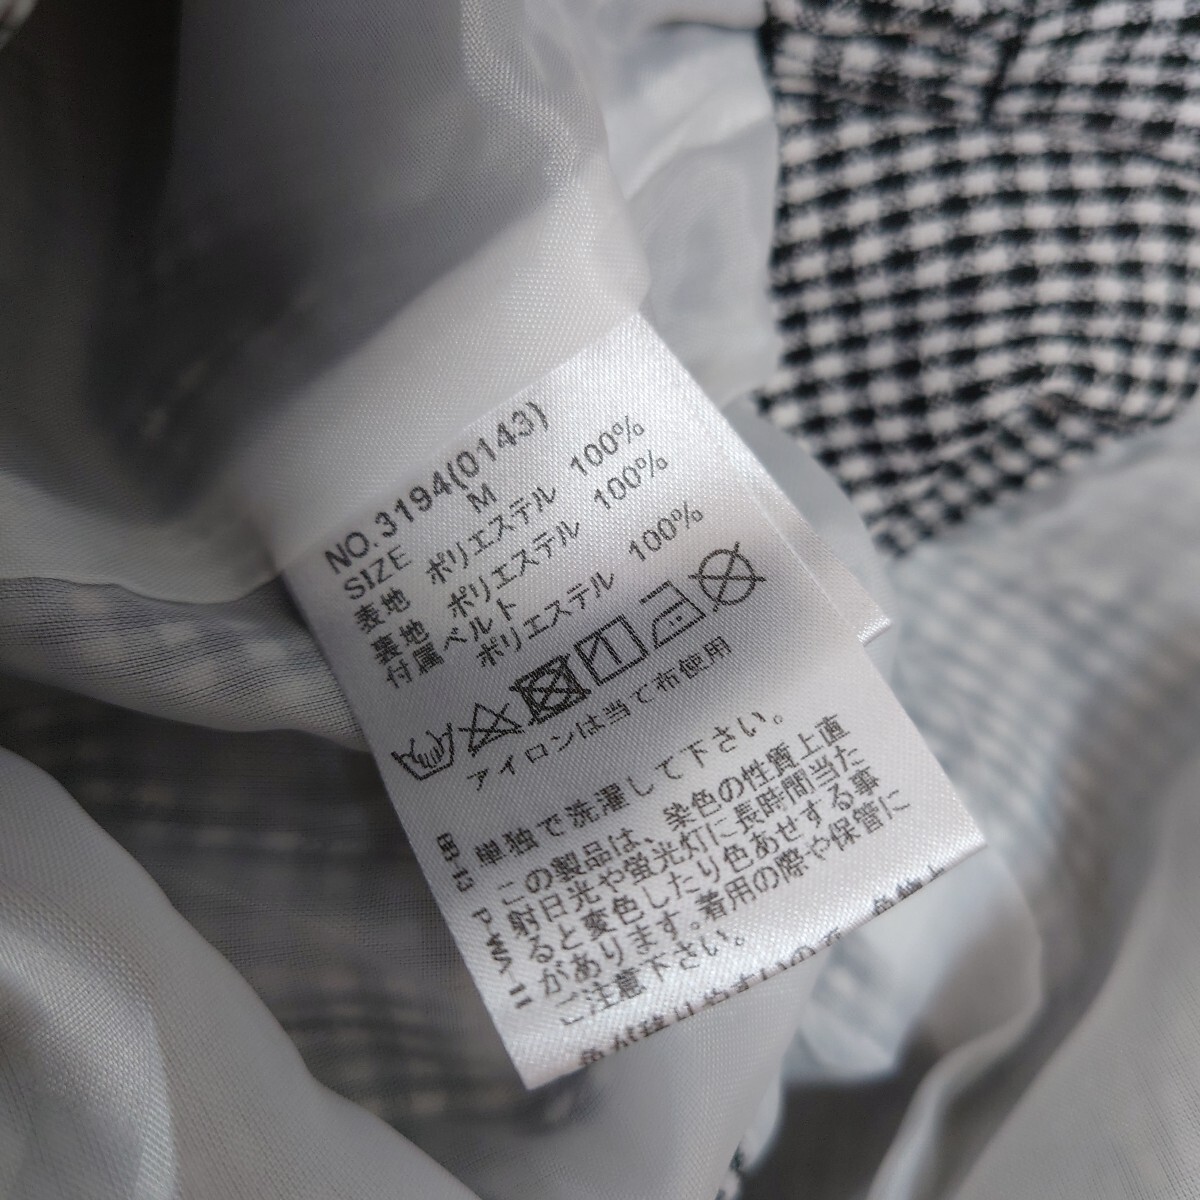 NO.3194(0143)
SIZE M
表地 ポリエステル 100%
裏地 ポリエステル 100%
付属ベルト
ポリエステル 100%
アイロンは当て布使用
単独で洗濯して下さい。
この製品は、染色の性質上直
射日光や蛍光灯に長時間当た
ると変色したり色あせする事
があります。着用の際や保管に
ご注意下さい。